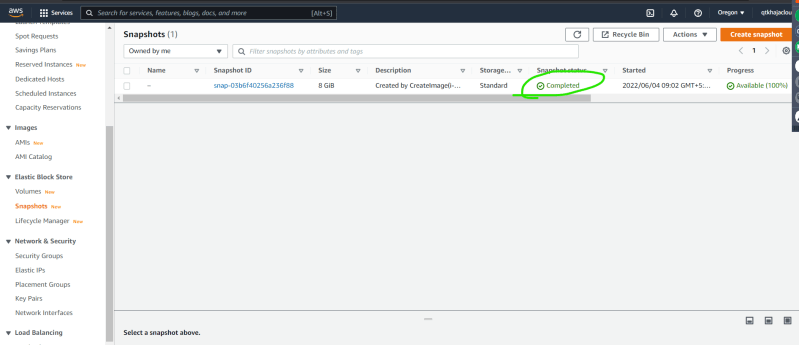 aws
Services
Search for services, features, blogs, docs, and more
[Alt+S]
Oregon
qtkhajaclou
Spot Requests
Savings Plans
Reserved Instances New
Dedicated Hosts
Scheduled Instances
Capacity Reservations
Images
AMIs New
AMI Catalog
Elastic Block Store
Volumes New
Snapshots New
Lifecycle Manager New
Network & Security
Security Groups
Elastic IPs
Placement Groups
Key Pairs
Network Interfaces
Load Balancing
Snapshots (1)
Recycle Bin
Actions
Create snapshot
Owned by me
Filter snapshots by attributes and tags
1
Name Snapshot ID Size Description Storage... Snapshot status Started Progress
– snap-03b6f40256a236f88 8 GiB Created by CreateImage(i-... Standard Completed 2022/06/04 09:02 GMT+5:... Available (100%)
Select a snapshot above.